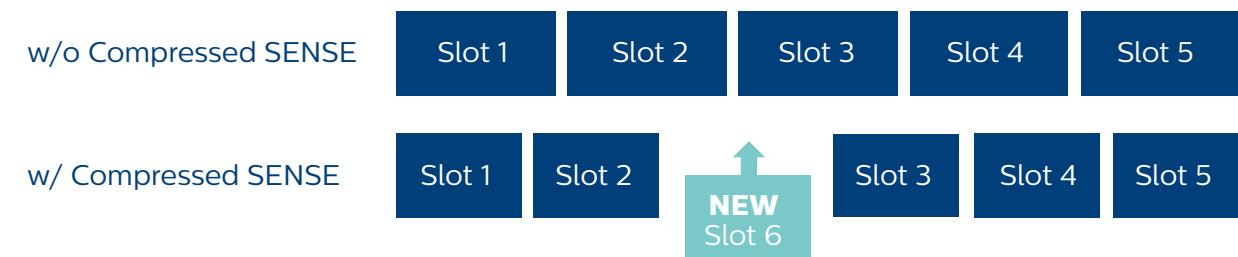 w/o Compressed SENSE
Slot 1
Slot 2
Slot 3
Slot 4
Slot 5
w/ Compressed SENSE
Slot 1
Slot 2
NEW
Slot 6
Slot 3
Slot 4
Slot 5